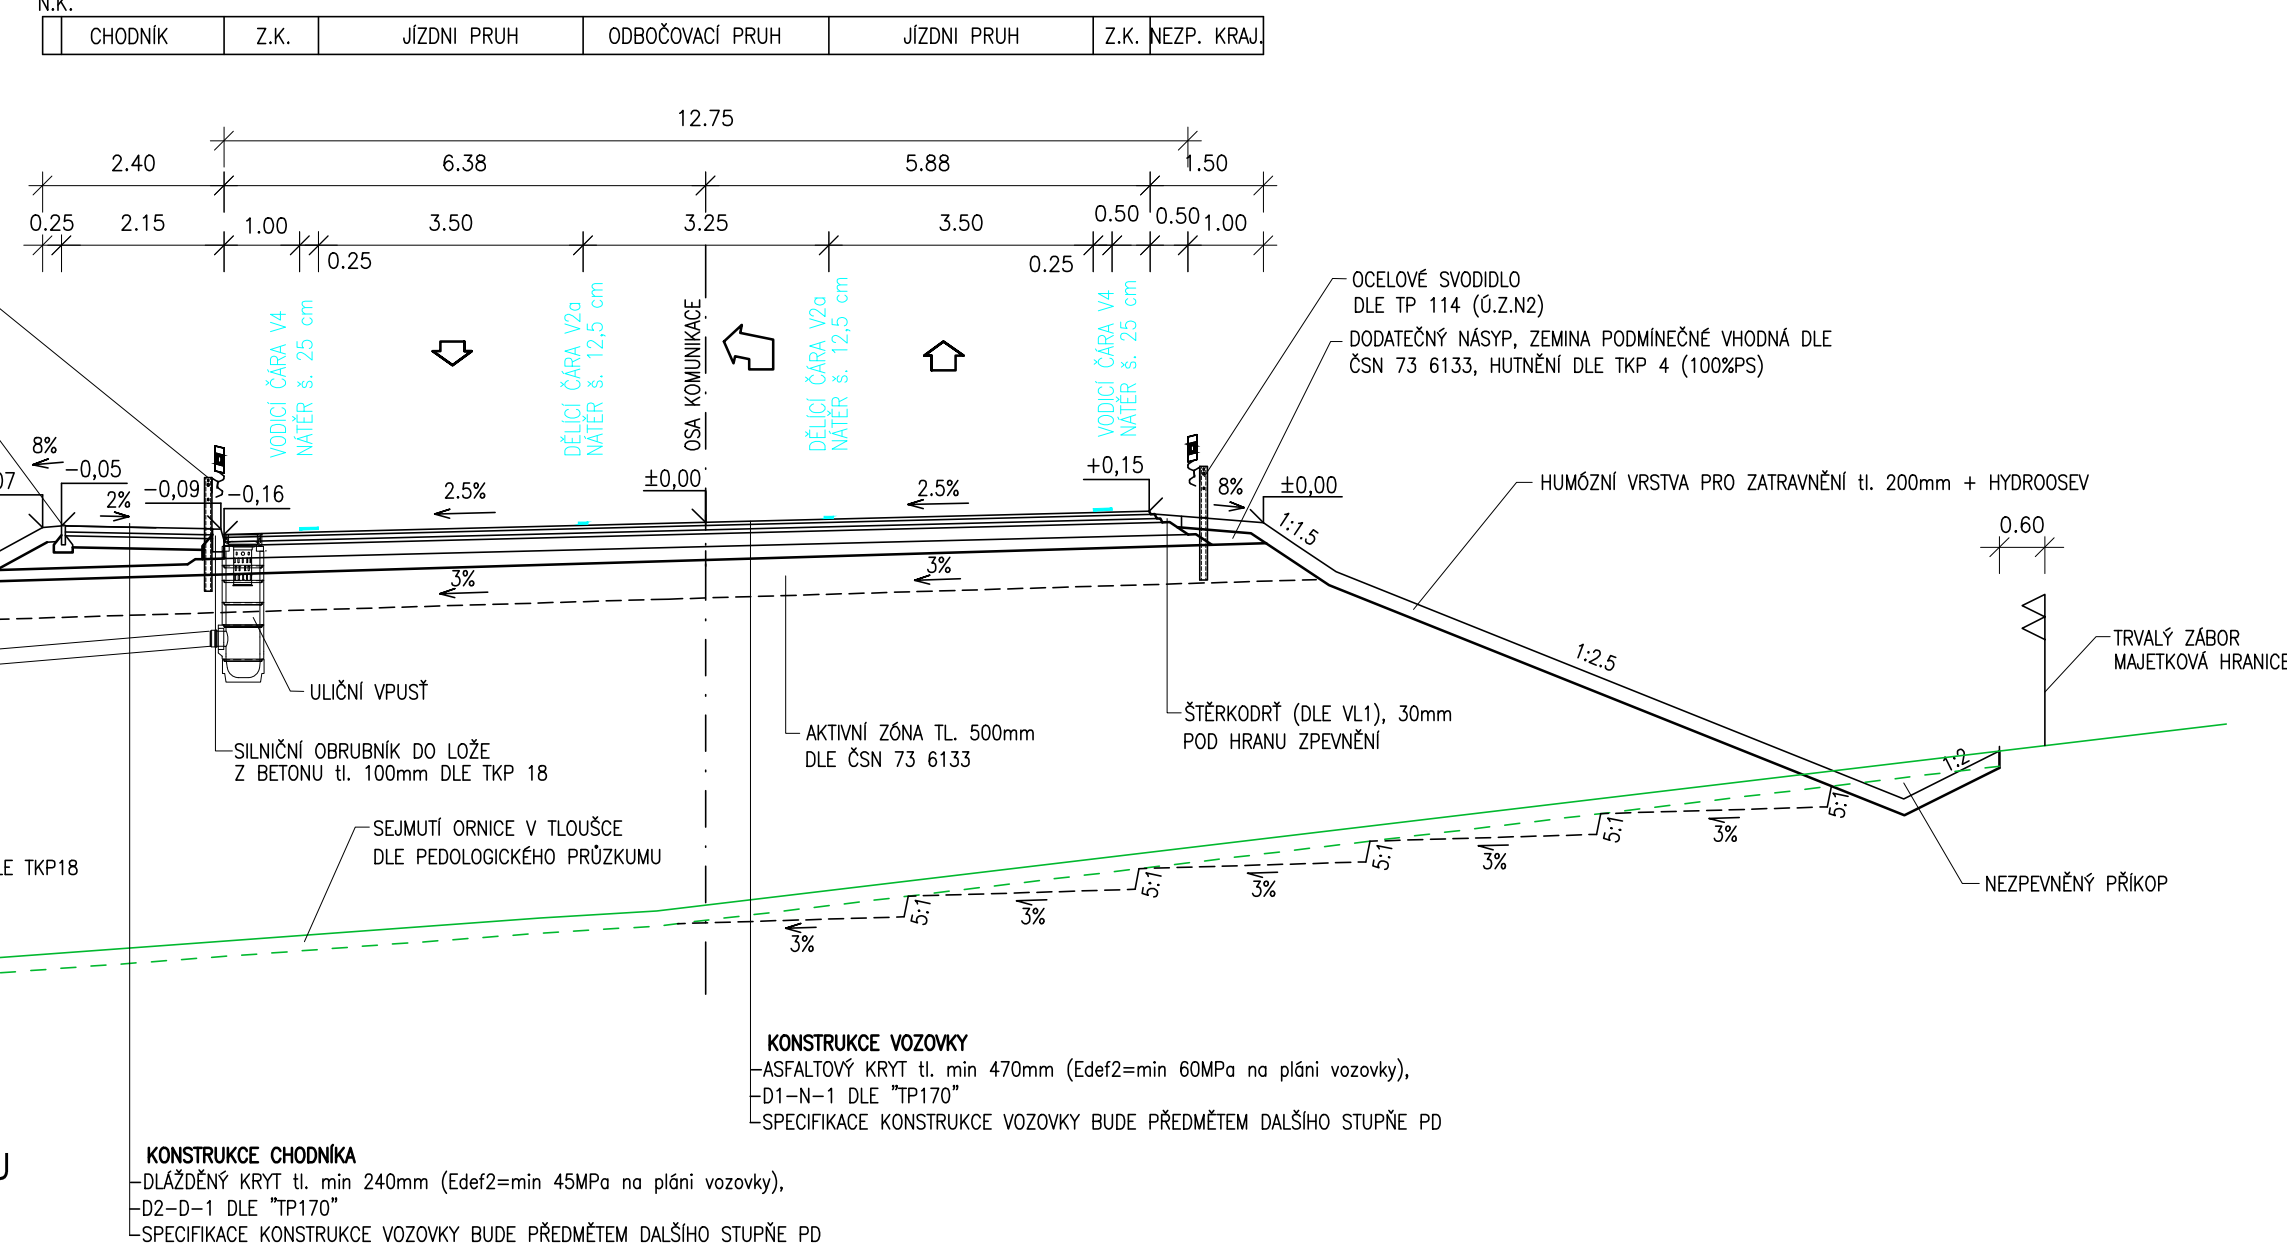 N.K.
CHODNÍK Z.K. JÍZDNI PRUH ODBOČOVACÍ PRUH JÍZDNI PRUH Z.K. NEZP. KRAJ.
12.75
2.40 6.38 5.88 1.50
0.25 2.15 1.00 3.50 3.25 3.50 0.50 0.50 1.00
0.25 0.25
VODICÍ ČÁRA V4
NÁTĚR š. 25 cm
DĚLÍCÍ ČÁRA V2a
NÁTĚR š. 12,5 cm
OSA KOMUNIKACE
DĚLÍCÍ ČÁRA V2a
NÁTĚR š. 12,5 cm
VODICÍ ČÁRA V4
NÁTĚR š. 25 cm
OCELOVÉ SVODIDLO
DLE TP 114 (Ú.Z.N2)
DODATEČNÝ NÁSYP, ZEMINA PODMÍNEČNÉ VHODNÁ DLE
ČSN 73 6133, HUTNĚNÍ DLE TKP 4 (100%PS)
8%
-0,05
07
2%
-0,09
-0,16
2.5%
±0,00
2.5%
+0,15
8%
±0,00
1:1.5
HUMÓZNÍ VRSTVA PRO ZATRAVNĚNÍ tl. 200mm + HYDROOSEV
0.60
3%
3%
1:2.5
TRVALÝ ZÁBOR
MAJETKOVÁ HRANICE
ULIČNÍ VPUSŤ
SILNIČNÍ OBRUBNÍK DO LOŽE
Z BETONU tl. 100mm DLE TKP 18
AKTIVNÍ ZÓNA TL. 500mm
DLE ČSN 73 6133
ŠTĚRKODRŤ (DLE VL1), 30mm
POD HRANU ZPEVNĚNÍ
1:2
SEJMUTÍ ORNICE V TLOUŠCE
DLE PEDOLOGICKÉHO PRŮZKUMU
LE TKP18
3%
5:1
3%
5:1
3%
5:1
3%
5:1
3%
5:1
NEZPEVNĚNÝ PŘÍKOP
KONSTRUKCE VOZOVKY
ASFALTOVÝ KRYT tl. min 470mm (Edef2=min 60MPa na pláni vozovky),
D1-N-1 DLE "TP170"
SPECIFIKACE KONSTRUKCE VOZOVKY BUDE PŘEDMĚTEM DALŠÍHO STUPŇE PD
U
KONSTRUKCE CHODNÍKA
DLÁŽDĚNÝ KRYT tl. min 240mm (Edef2=min 45MPa na pláni vozovky),
D2-D-1 DLE "TP170"
SPECIFIKACE KONSTRUKCE VOZOVKY BUDE PŘEDMĚTEM DALŠÍHO STUPŇE PD